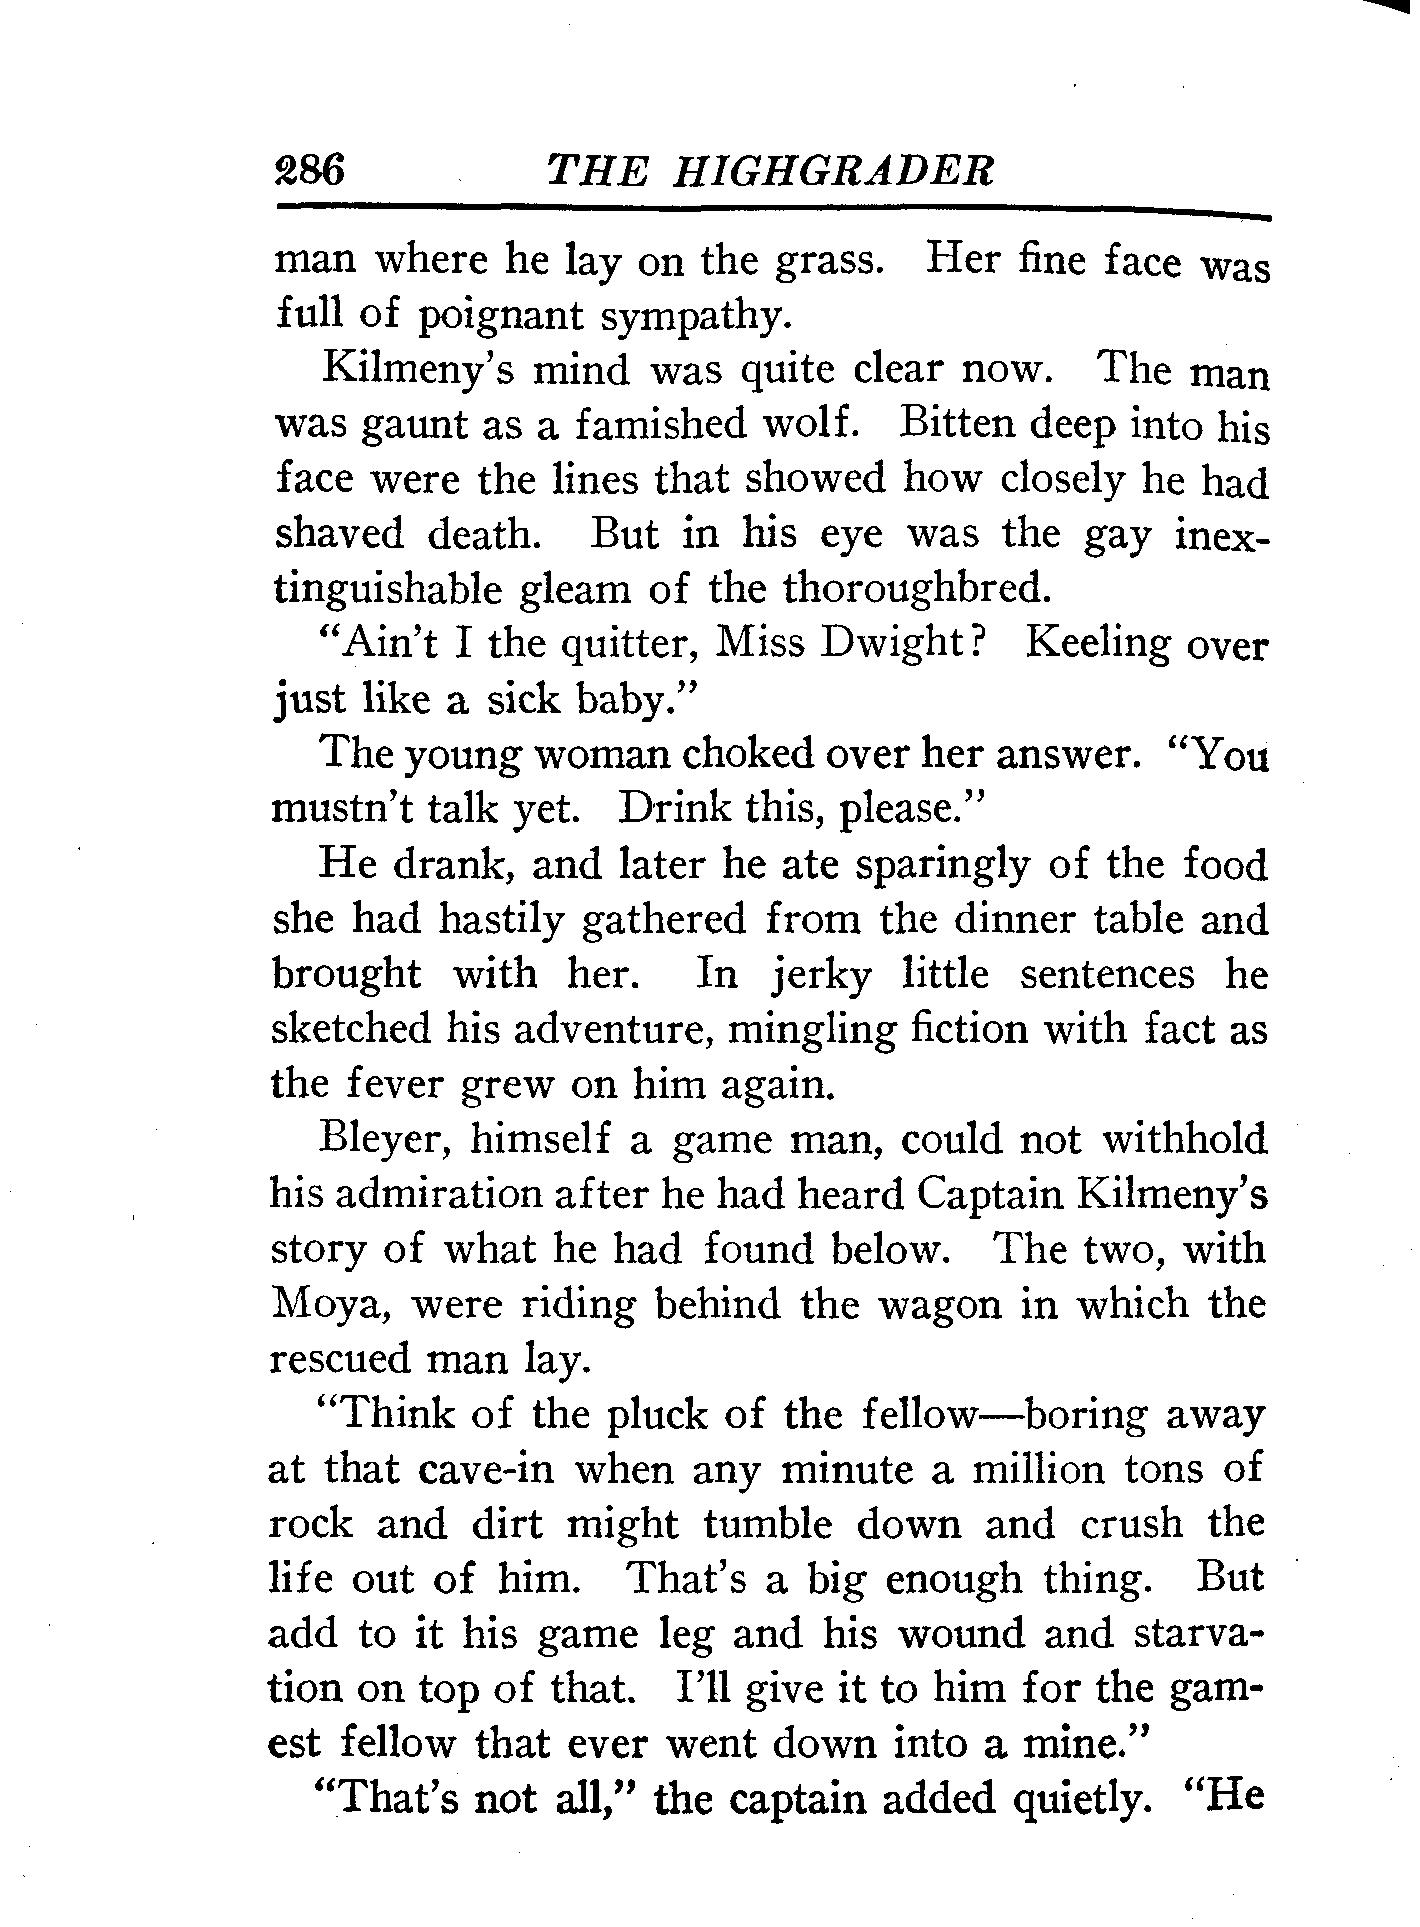 286 THE HIGHGRADER
man where he lay on the grass. Her fine face was
full of poignant sympathy.
Kilmeny's mind was quite clear now. The man
was gaunt as a famished wolf. Bitten deep into his
face were the lines that showed how closely he had
shaved death. But in his eye was the gay inex-
tinguishable gleam of the thoroughbred.
"Ain't I the quitter, Miss Dwight? Keeling over
just like a sick baby."
The young woman choked over her answer. "You
mustn't talk yet. Drink this, please."
He drank, and later he ate sparingly of the food
she had hastily gathered from the dinner table and
brought with her. In jerky little sentences he
sketched his adventure, mingling fiction with fact as
the fever grew on him again.
Bleyer, himself a game man, could not withhold
his admiration after he had heard Captain Kilmeny's
story of what he had found below. The two, with
Moya, were riding behind the wagon in which the
rescued man lay.
"Think of the pluck of the fellow—boring away
at that cave-in when any minute a million tons of
rock and dirt might tumble down and crush the
life out of him. That's a big enough thing. But
add to it his game leg and his wound and starva-
tion on top of that. I'll give it to him for the gam-
est fellow that ever went down into a mine."
"That's not all," the captain added quietly. "He